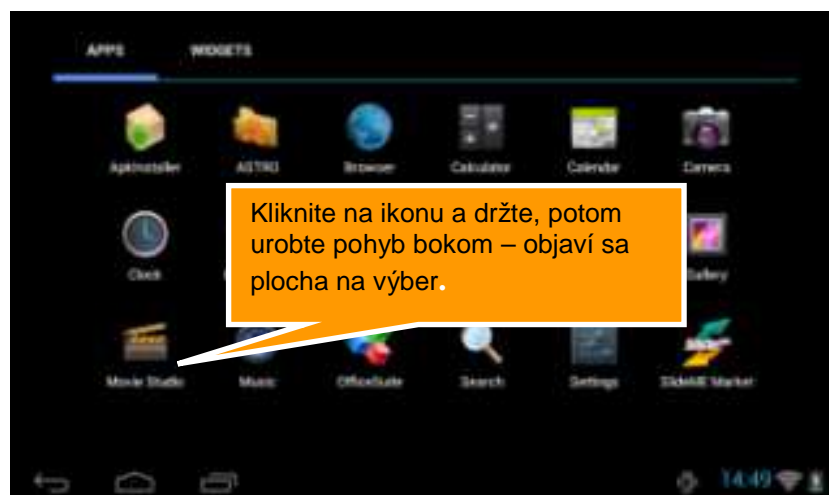 APPS WIDGETS
ApkInstaller ASTRO Browser Calculator Calendar Camera
Kliknite na ikonu a držte, potom
urobte pohyb bokom – objaví sa
plocha na výber.
Clock Gallery
Movie Studio Music OfficeSuite Search Settings SlideME Market
14:49